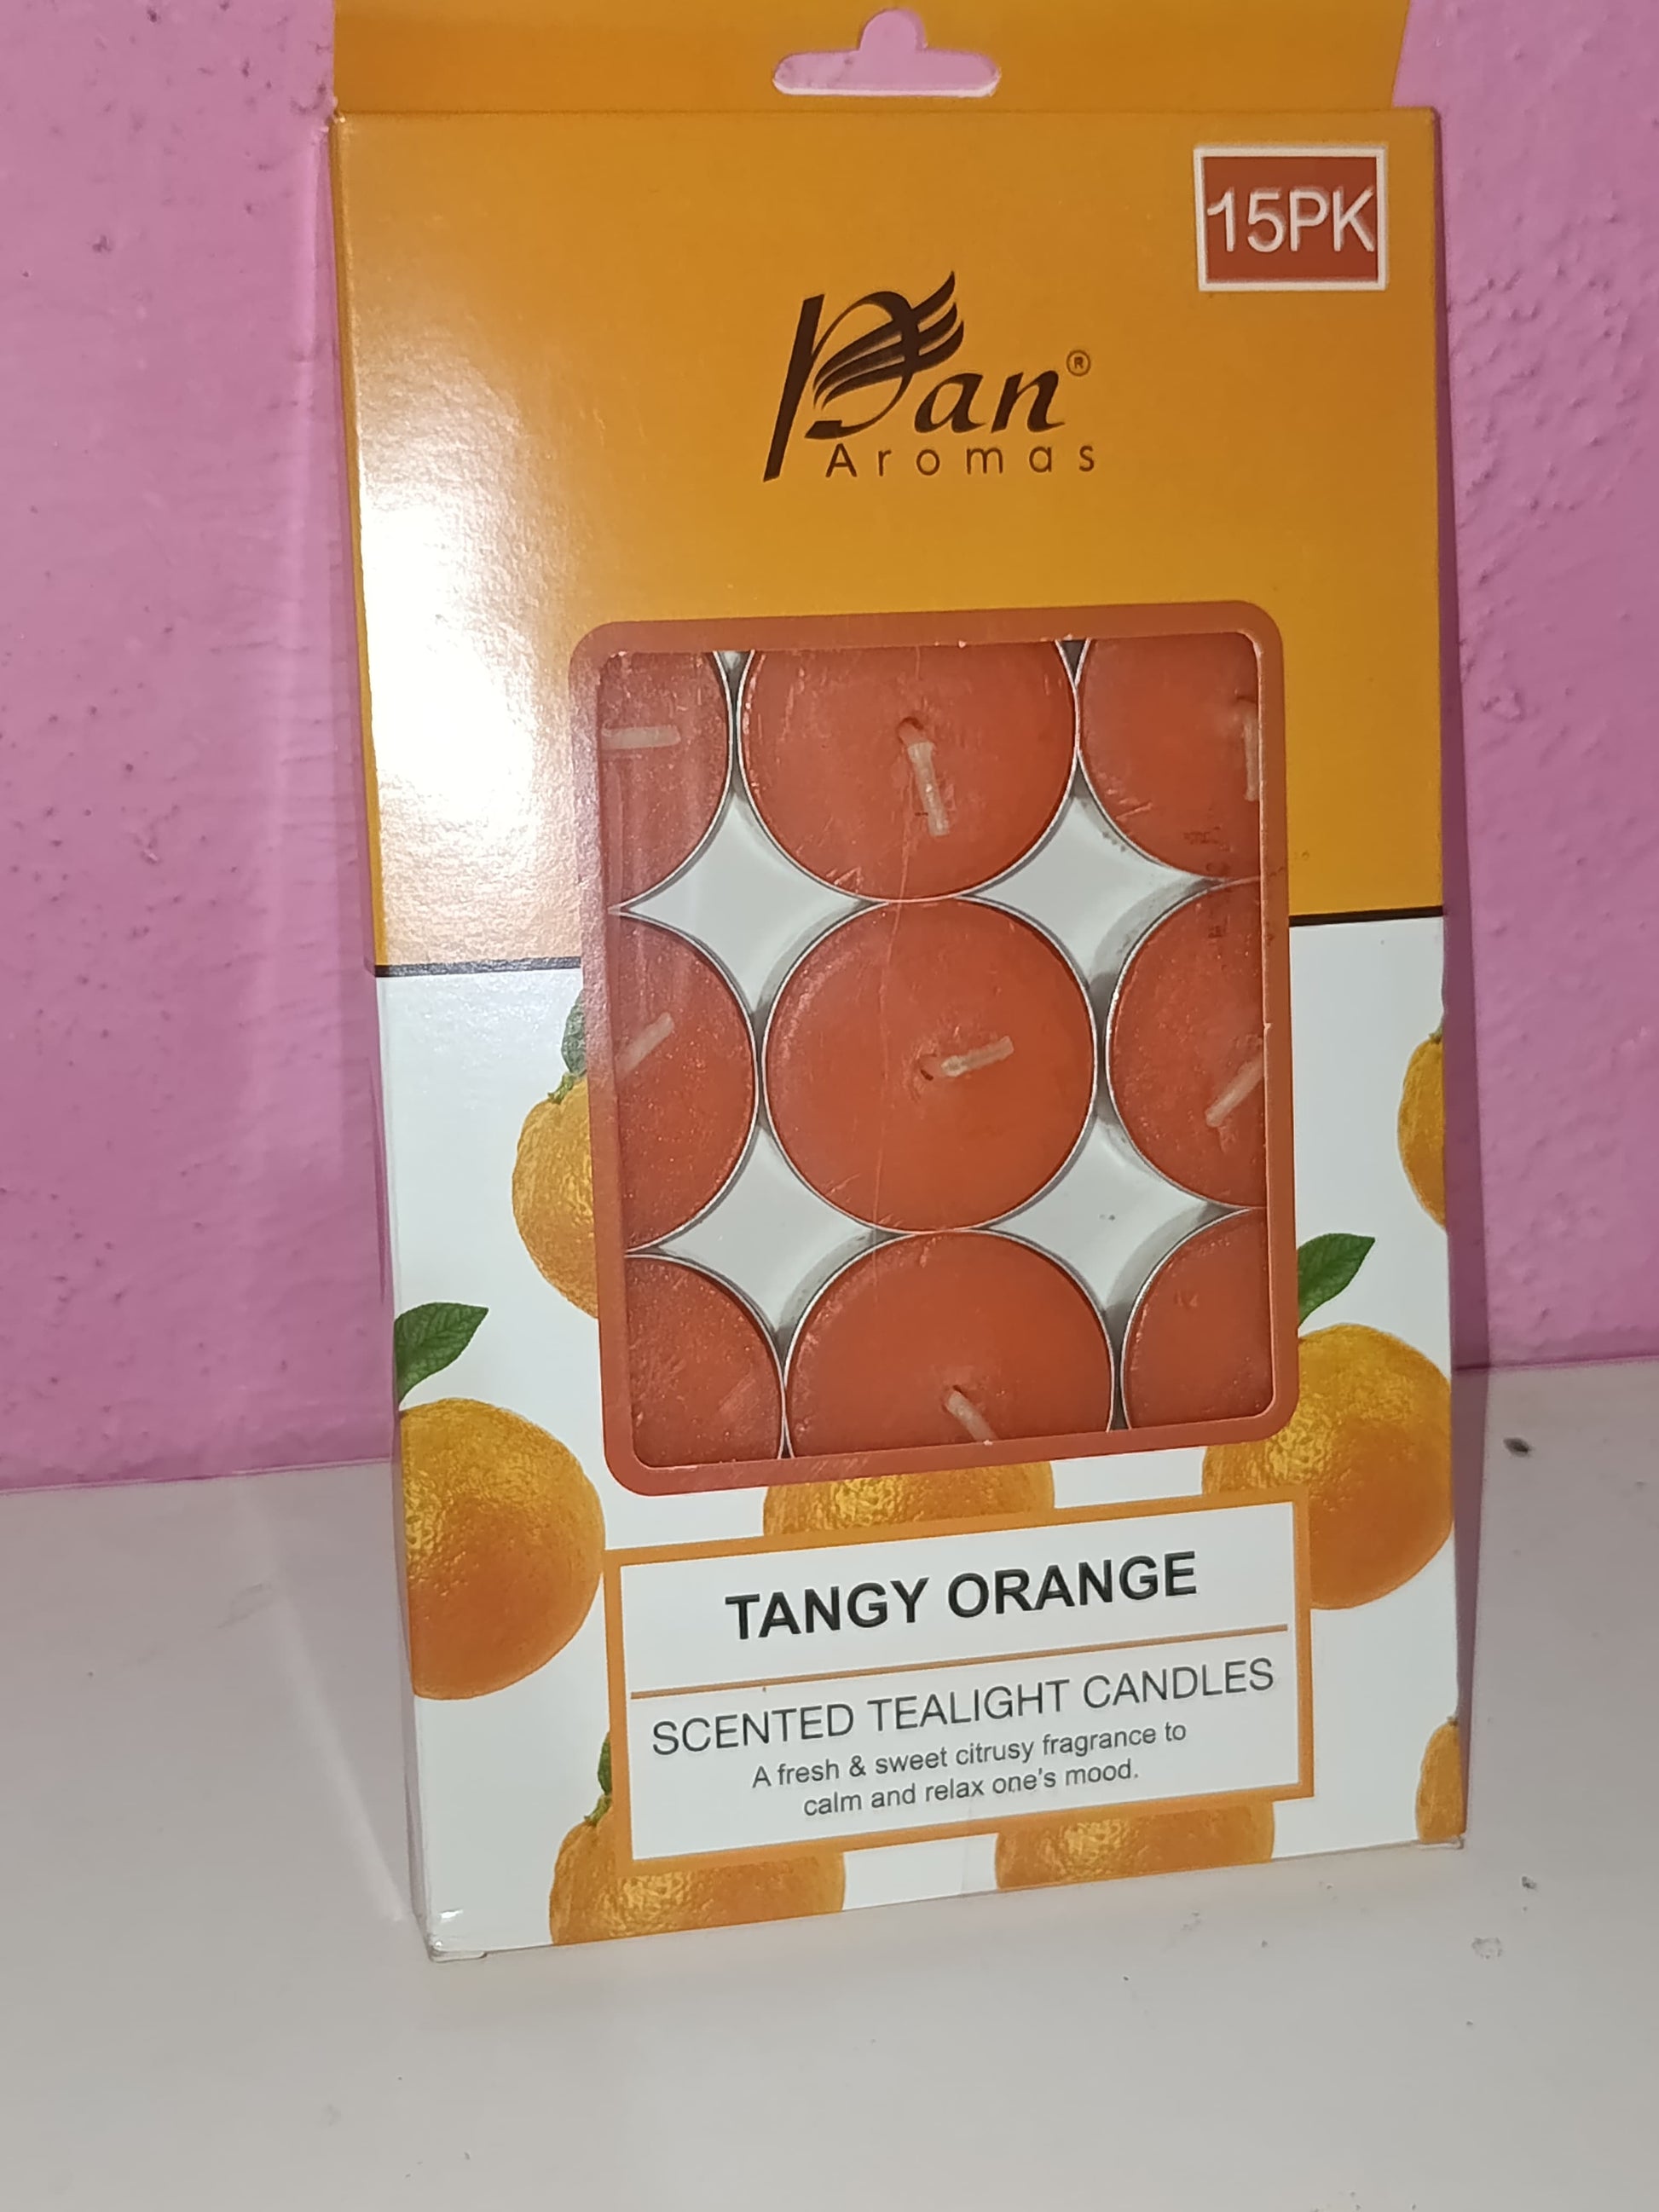 15PK
Pan®
Aromas
TANGY ORANGE
SCENTED TEALIGHT CANDLES
A fresh & sweet citrusy fragrance to
calm and relax one's mood.